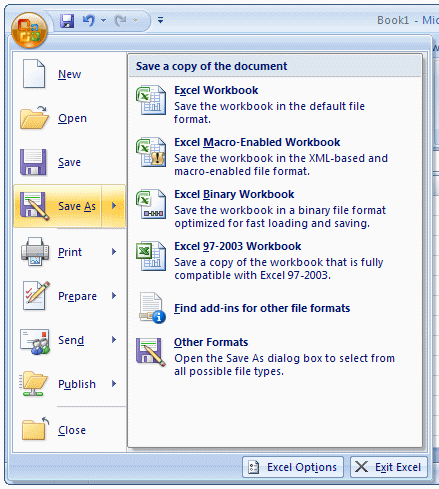 Book1 - Mic
New
Open
Save
Save As
Print
Prepare
Send
Publish
Close
Save a copy of the document
Excel Workbook
Save the workbook in the default file
format.
Excel Macro-Enabled Workbook
Save the workbook in the XML-based and
macro-enabled file format.
Excel Binary Workbook
Save the workbook in a binary file format
optimized for fast loading and saving.
Excel 97-2003 Workbook
Save a copy of the workbook that is fully
compatible with Excel 97-2003.
Find add-ins for other file formats
Other Formats
Open the Save As dialog box to select from
all possible file types.
Excel Options
Exit Excel